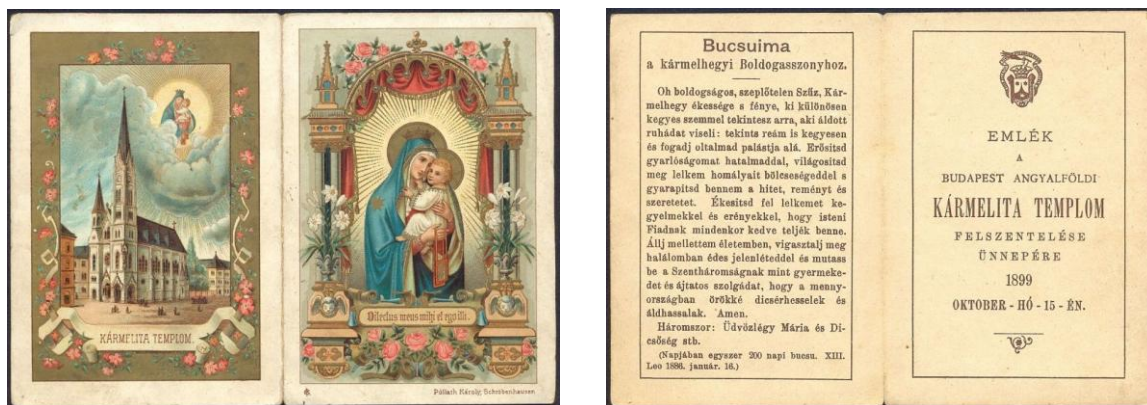 KÁRMELITA TEMPLOM.
Dilectus meus mihi et ego illi.
Pöllath Károly, Schrobenhausen.
Bucsuima
a kármelhegyi Boldogasszonyhoz.
Oh boldogságos, szeplőtelen Szűz, Kár-
melhegy ékessége s fénye, ki különösen
kegyes szemmel tekintesz arra, aki áldott
ruhádat viseli: tekints reám is kegyesen
és fogadj oltalmad palástja alá. Erősitsd
gyarlóságomat hatalmaddal, világositsd
meg lelkem homályait bölcseségeddel s
gyarapitsd bennem a hitet, reményt és
szeretetet. Ékesitsd fel lelkemet ke-
gyelmekkel és erényekkel, hogy isteni
Fiadnak mindenkor kedve teljék benne.
Állj mellettem életemben, vigasztalj meg
halálomban édes jelenléteddel és mutass
be a Szentháromságnak mint gyermeke-
det és ájtatos szolgádat, hogy a meny-
országban örökké dicsérhesselek és
áldhassalak. Amen.
Háromszor: Üdvözlégy Mária és Di-
csőség stb.
(Napjában egyszer 200 napi bucsu. XIII.
Leo 1886. január. 16.)
EMLÉK
A
BUDAPEST ANGYALFÖLDI
KÁRMELITA TEMPLOM
FELSZENTELÉSE
ÜNNEPÉRE
1899
OKTOBER - HÓ - 15 - ÉN.